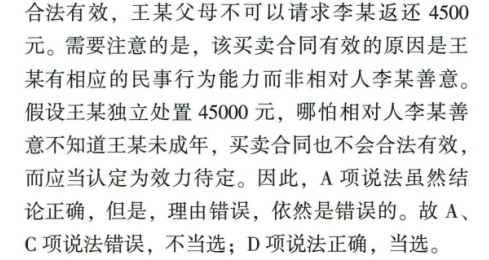 合法有效，王某父母不可以请求李某返还 4500
元。需要注意的是，该买卖合同有效的原因是王
某有相应的民事行为能力而非相对人李某善意。
假设王某独立处置 45000 元，哪怕相对人李某善
意不知道王某未成年，买卖合同也不会合法有效，
而应当认定为效力待定。因此，A 项说法虽然结
论正确，但是，理由错误，依然是错误的。故 A、
C 项说法错误，不当选；D 项说法正确，当选。